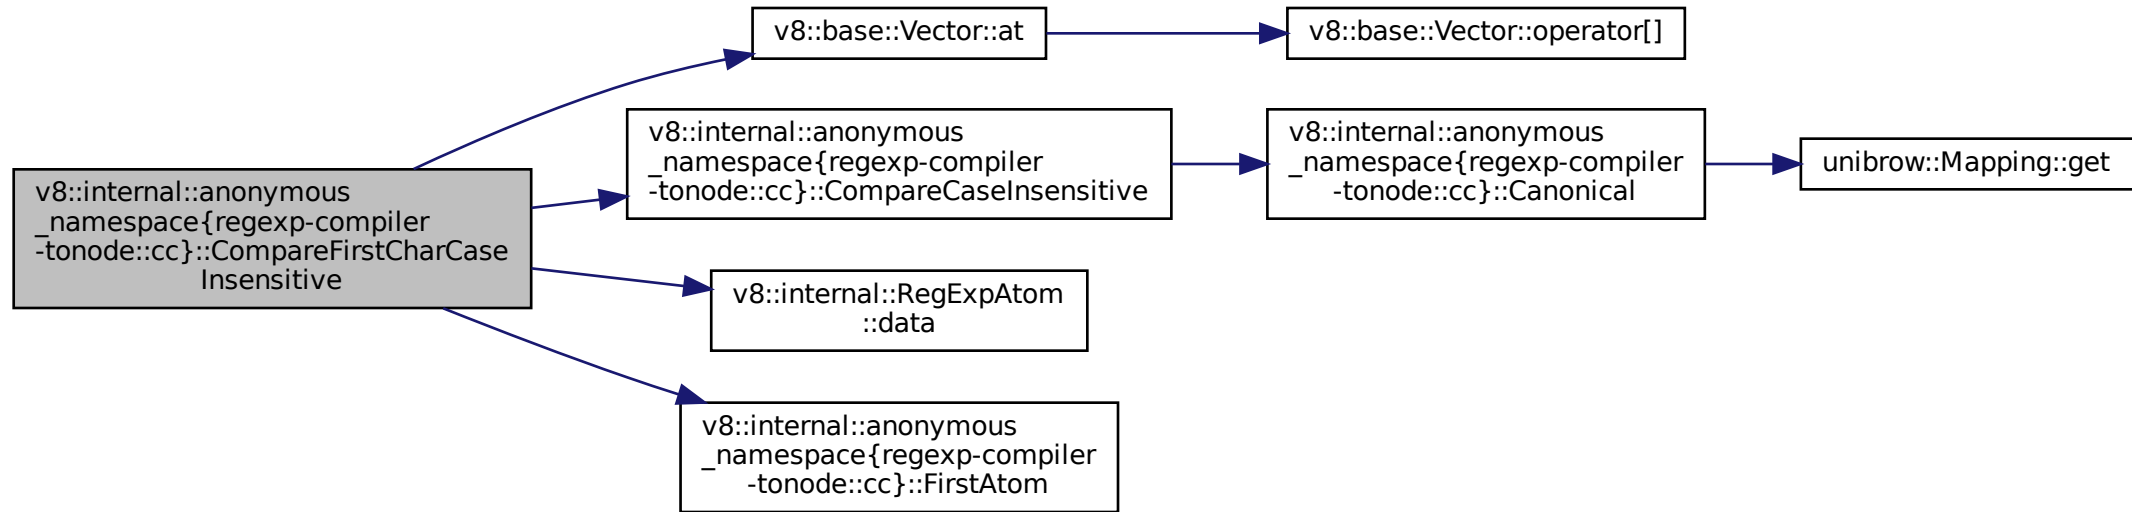 v8::internal::anonymous
_namespace{regexp-compiler
-tonode::cc}::CompareFirstCharCase
Insensitive
v8::base::Vector::at
v8::base::Vector::operator[]
v8::internal::anonymous
_namespace{regexp-compiler
-tonode::cc}::CompareCaseInsensitive
v8::internal::anonymous
_namespace{regexp-compiler
-tonode::cc}::Canonical
unibrow::Mapping::get
v8::internal::RegExpAtom
::data
v8::internal::anonymous
_namespace{regexp-compiler
-tonode::cc}::FirstAtom